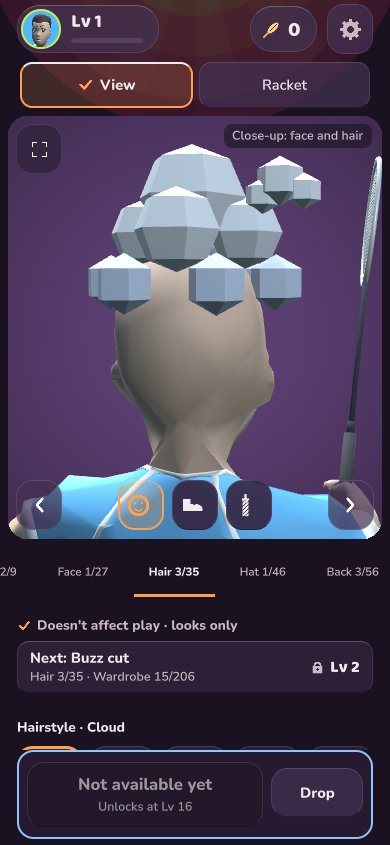 Lv 1
0
View
Racket
Close-up: face and hair
2/9
Face 1/27
Hair 3/35
Hat 1/46
Back 3/56
Doesn't affect play · looks only
Next: Buzz cut
Hair 3/35 · Wardrobe 15/206
Lv 2
Hairstyle · Cloud
Not available yet
Unlocks at Lv 16
Drop